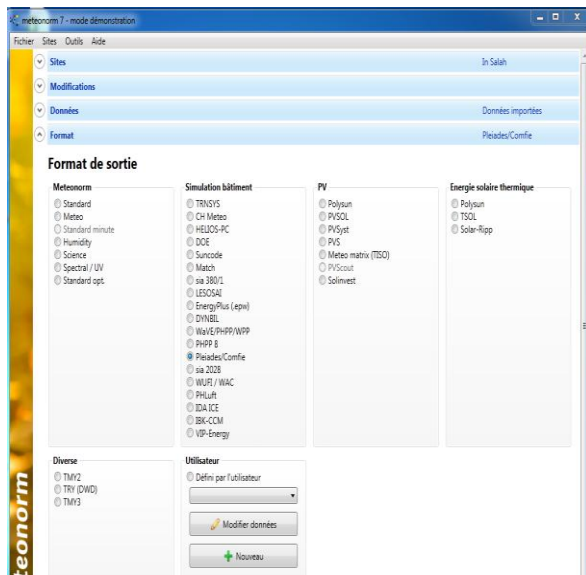 meteonorm 7 - mode démonstration
Fichier Sites Outils Aide
Sites In Salah
Modifications
Données Données importées
Format Pleiades/Comfie
Format de sortie
Meteonorm
Standard
Meteo
Standard minute
Humidity
Science
Spectral / UV
Standard opt.
Simulation bâtiment
TRNSYS
CH Meteo
HELIOS-PC
DOE
Suncode
Match
sia 380/1
LESOSAI
EnergyPlus (.epw)
DYNBIL
WaVE/PHPP/WPP
PHPP 8
Pleiades/Comfie
sia 2028
WUFI / WAC
PHLuft
IDA ICE
IBK-CCM
VIP-Energy
PV
Polysun
PVSOL
PVSyst
PVS
Meteo matrix (TISO)
PVScout
Solinvest
Energie solaire thermique
Polysun
TSOL
Solar-Ripp
Diverse
TMY2
TRY (DWD)
TMY3
Utilisateur
Défini par l'utilisateur
Modifier données
Nouveau
teonorm